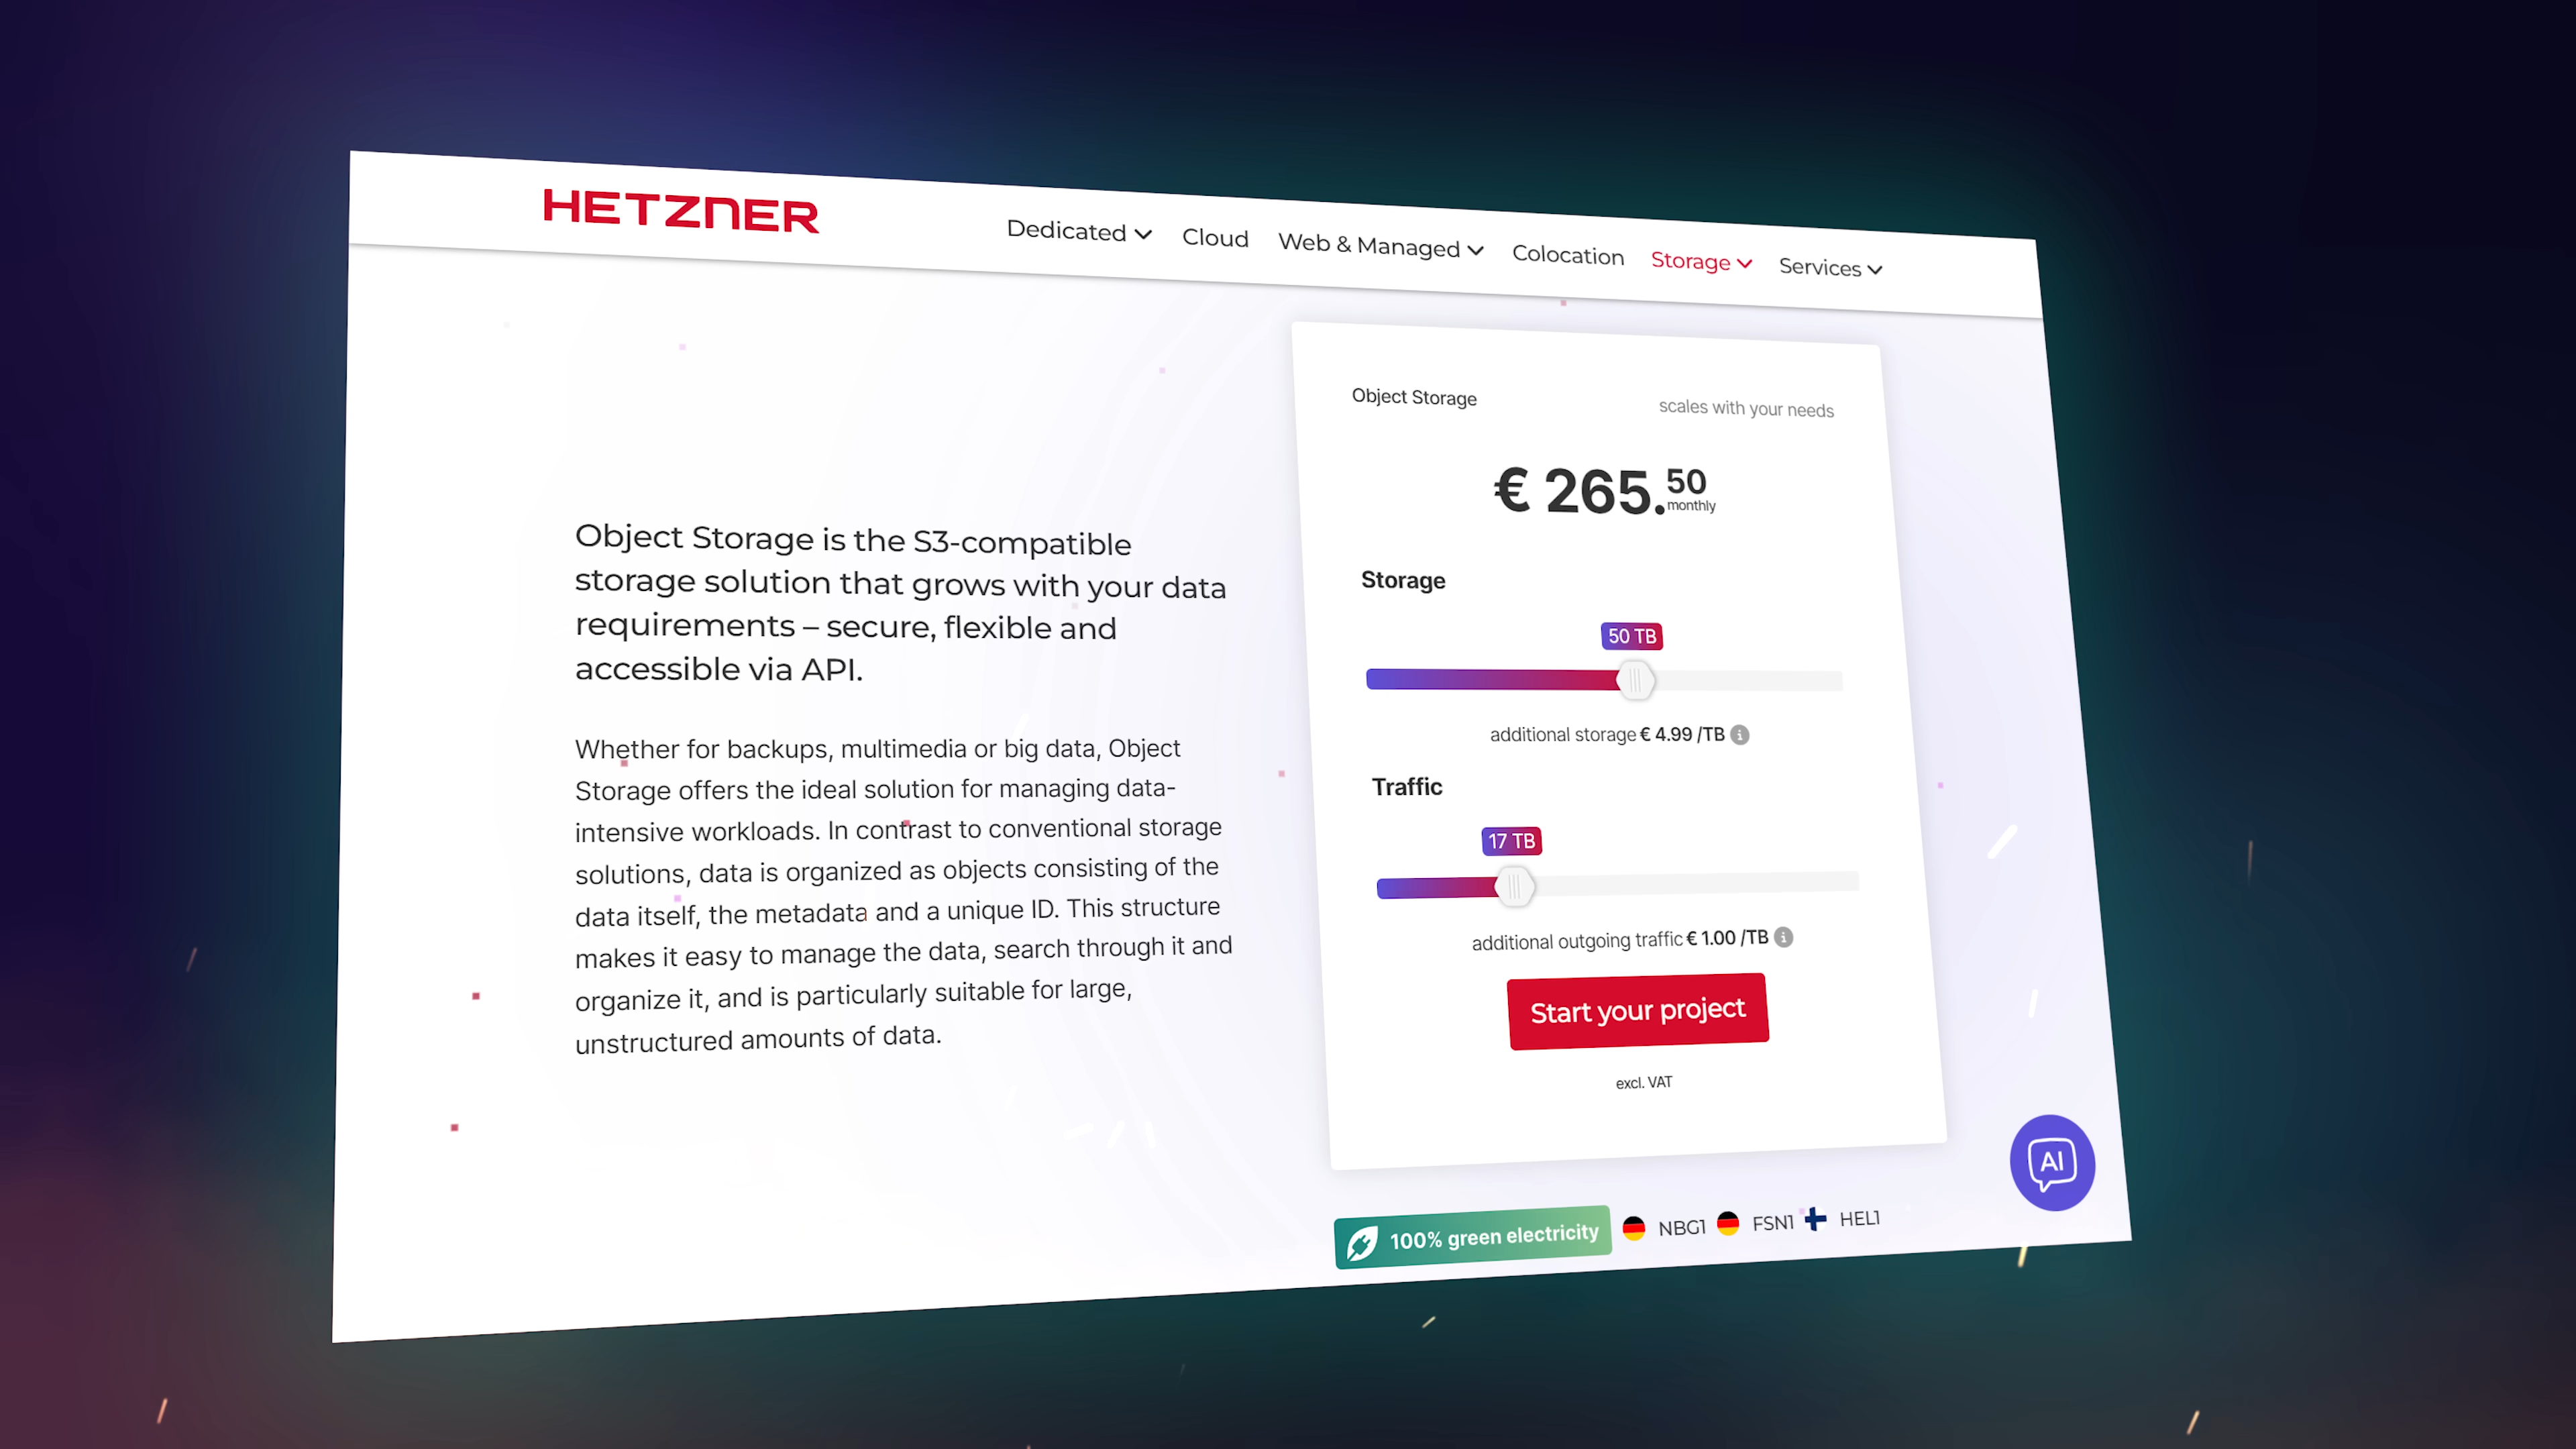 HETZNER
Dedicated
Cloud
Web & Managed
Colocation
Storage
Services
Object Storage is the S3-compatible
storage solution that grows with your data
requirements – secure, flexible and
accessible via API.
Whether for backups, multimedia or big data, Object
Storage offers the ideal solution for managing data-
intensive workloads. In contrast to conventional storage
solutions, data is organized as objects consisting of the
data itself, the metadata and a unique ID. This structure
makes it easy to manage the data, search through it and
organize it, and is particularly suitable for large,
unstructured amounts of data.
Object Storage
scales with your needs
€ 265.50
monthly
Storage
50 TB
additional storage € 4.99 /TB
Traffic
17 TB
additional outgoing traffic € 1.00 /TB
Start your project
excl. VAT
100% green electricity
NBG1
FSN1
HEL1
AI